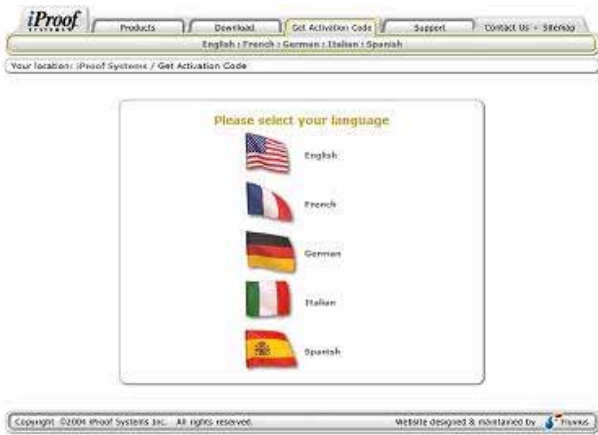 iProof
SYSTEMS
Products
Download
Get Activation Code
Support
Contact Us - Sitemap
English : French : German : Italian : Spanish
Your location: iProof Systems / Get Activation Code
Please select your language
English
French
German
Italian
Spanish
Copyright ©2004 iProof Systems Inc. All rights reserved.
Website designed & maintained by Fluvius